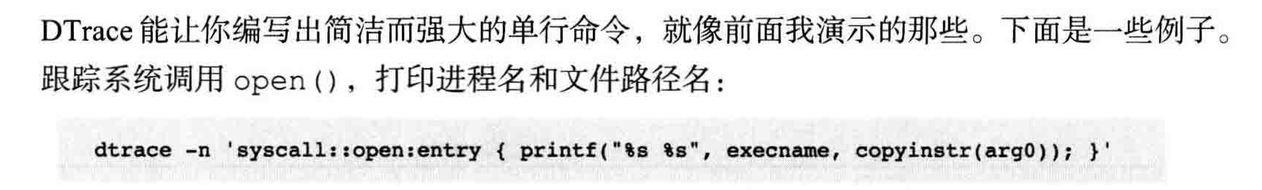 DTrace 能让你编写出简洁而强大的单行命令，就像前面我演示的那些。下面是一些例子。
跟踪系统调用 open()，打印进程名和文件路径名：
dtrace -n 'syscall::open:entry { printf("%s %s", execname, copyinstr(arg0)); }'